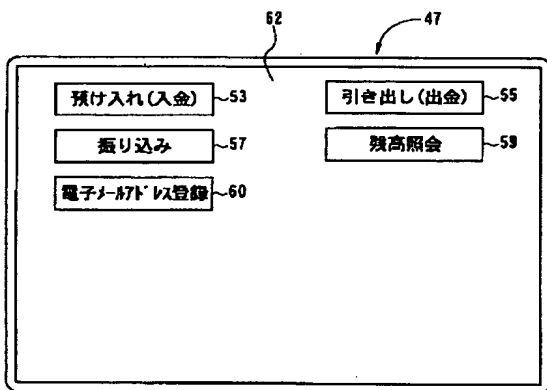 62 47
預け入れ(入金) 53 引き出し(出金) 55
振り込み 57 残高照会 59
電子メールアドレス登録 60